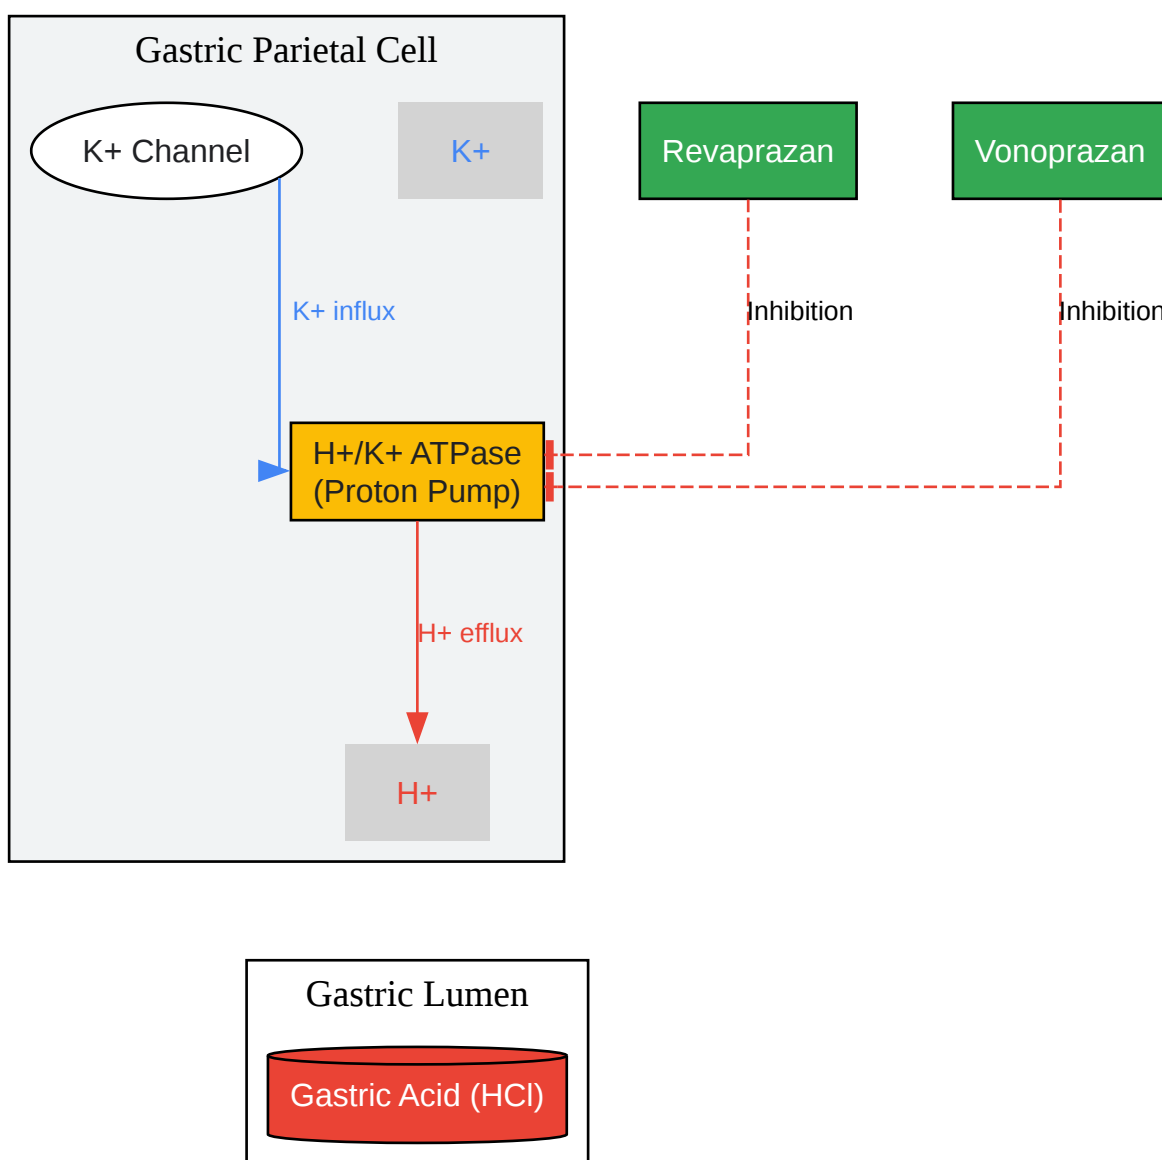 Gastric Parietal Cell
K+ Channel
K+
Revaprazan
Vonoprazan
K+ influx
Inhibition
Inhibition
H+/K+ ATPase
(Proton Pump)
H+ efflux
H+
Gastric Lumen
Gastric Acid (HCl)